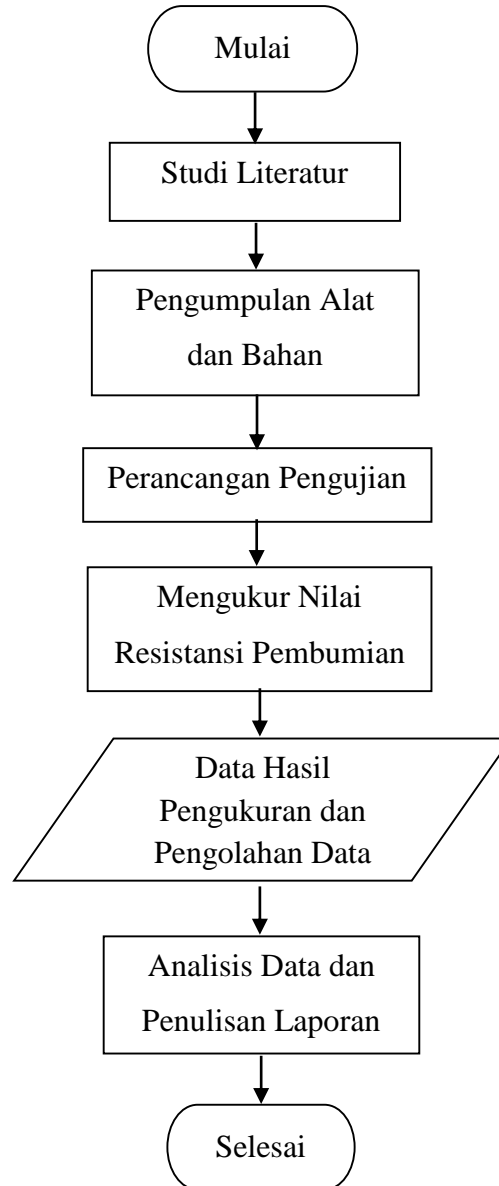 Mulai
Studi Literatur
Pengumpulan Alat
dan Bahan
Perancangan Pengujian
Mengukur Nilai
Resistansi Pembumian
Data Hasil
Pengukuran dan
Pengolahan Data
Analisis Data dan
Penulisan Laporan
Selesai